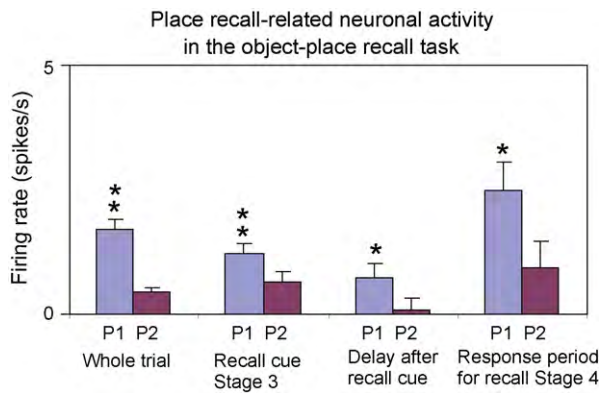 Place recall-related neuronal activity
in the object-place recall task
Firing rate (spikes/s)
5
0
**
**
*
*
P1 P2
P1 P2
P1 P2
P1 P2
Whole trial
Recall cue
Stage 3
Delay after
recall cue
Response period
for recall Stage 4